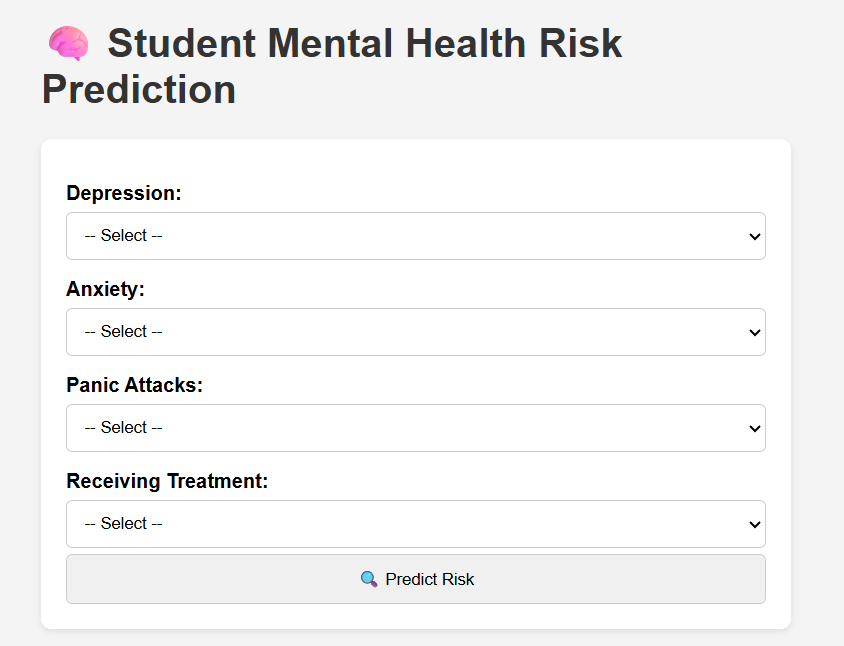 🧠 Student Mental Health Risk
Prediction
Depression:
-- Select --
Anxiety:
-- Select --
Panic Attacks:
-- Select --
Receiving Treatment:
-- Select --
🔍 Predict Risk